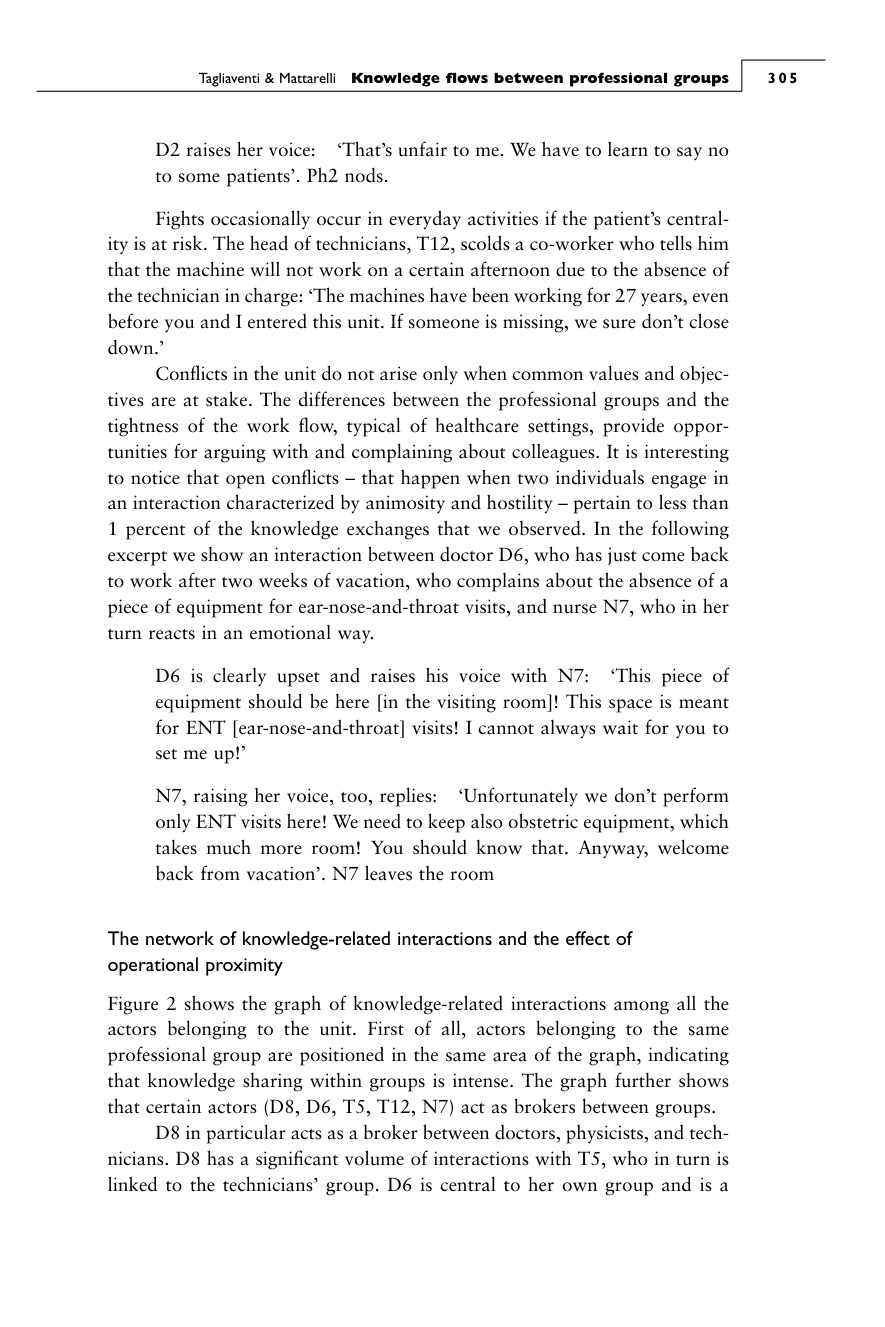 Tagliaventi & Mattarelli Knowledge flows between professional groups 305
D2 raises her voice: ‘That’s unfair to me. We have to learn to say no
to some patients’. Ph2 nods.
Fights occasionally occur in everyday activities if the patient’s central-
ity is at risk. The head of technicians, T12, scolds a co-worker who tells him
that the machine will not work on a certain afternoon due to the absence of
the technician in charge: ‘The machines have been working for 27 years, even
before you and I entered this unit. If someone is missing, we sure don’t close
down.’
Conflicts in the unit do not arise only when common values and objec-
tives are at stake. The differences between the professional groups and the
tightness of the work flow, typical of healthcare settings, provide oppor-
tunities for arguing with and complaining about colleagues. It is interesting
to notice that open conflicts – that happen when two individuals engage in
an interaction characterized by animosity and hostility – pertain to less than
1 percent of the knowledge exchanges that we observed. In the following
excerpt we show an interaction between doctor D6, who has just come back
to work after two weeks of vacation, who complains about the absence of a
piece of equipment for ear-nose-and-throat visits, and nurse N7, who in her
turn reacts in an emotional way.
D6 is clearly upset and raises his voice with N7: ‘This piece of
equipment should be here [in the visiting room]! This space is meant
for ENT [ear-nose-and-throat] visits! I cannot always wait for you to
set me up!’
N7, raising her voice, too, replies: ‘Unfortunately we don’t perform
only ENT visits here! We need to keep also obstetric equipment, which
takes much more room! You should know that. Anyway, welcome
back from vacation’. N7 leaves the room
The network of knowledge-related interactions and the effect of
operational proximity
Figure 2 shows the graph of knowledge-related interactions among all the
actors belonging to the unit. First of all, actors belonging to the same
professional group are positioned in the same area of the graph, indicating
that knowledge sharing within groups is intense. The graph further shows
that certain actors (D8, D6, T5, T12, N7) act as brokers between groups.
D8 in particular acts as a broker between doctors, physicists, and tech-
nicians. D8 has a significant volume of interactions with T5, who in turn is
linked to the technicians’ group. D6 is central to her own group and is a